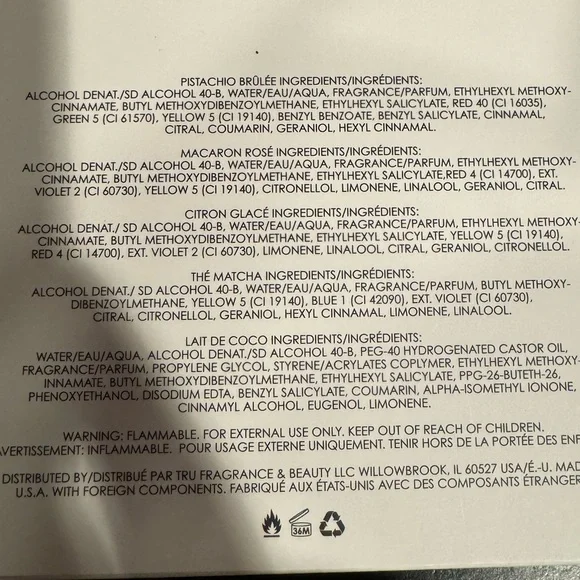 PISTACHIO BRÛLÉE INGREDIENTS/INGRÉDIENTS:
ALCOHOL DENAT./SD ALCOHOL 40-B, WATER/EAU/AQUA, FRAGRANCE/PARFUM, ETHYLHEXYL METHOXY-
CINNAMATE, BUTYL METHOXYDIBENZOYLMETHANE, ETHYLHEXYL SALICYLATE, RED 40 (CI 16035),
GREEN 5 (CI 61570), YELLOW 5 (CI 19140), BENZYL BENZOATE, BENZYL SALICYLATE, CINNAMAL,
CITRAL, COUMARIN, GERANIOL, HEXYL CINNAMAL.
MACARON ROSÉ INGREDIENTS/INGRÉDIENTS:
ALCOHOL DENAT./SD ALCOHOL 40-B, WATER/EAU/AQUA, FRAGRANCE/PARFUM, ETHYLHEXYL METHOXY-
CINNAMATE, BUTYL METHOXYDIBENZOYLMETHANE, ETHYLHEXYL SALICYLATE,RED 4 (CI 14700), EXT.
VIOLET 2 (CI 60730), YELLOW 5 (CI 19140), CITRONELLOL, LIMONENE, LINALOOL, GERANIOL, CITRAL.
CITRON GLACÉ INGREDIENTS/INGRÉDIENTS:
ALCOHOL DENAT./ SD ALCOHOL 40-B, WATER/EAU/AQUA, FRAGRANCE/PARFUM, ETHYLHEXYL METHOXY-
CINNAMATE, BUTYL METHOXYDIBENZOYLMETHANE, ETHYLHEXYL SALICYLATE, YELLOW 5 (CI 19140),
RED 4 (CI 14700), EXT. VIOLET 2 (CI 60730), LIMONENE, LINALOOL, CITRAL, GERANIOL, CITRONELLOL.
THÉ MATCHA INGREDIENTS/INGRÉDIENTS:
ALCOHOL DENAT./ SD ALCOHOL 40-B, WATER/EAU/AQUA, FRAGRANCE/PARFUM, BUTYL METHOXY-
DIBENZOYLMETHANE, YELLOW 5 (CI 19140), BLUE 1 (CI 42090), EXT. VIOLET (CI 60730),
CITRAL, CITRONELLOL, GERANIOL, HEXYL CINNAMAL, LIMONENE, LINALOOL.
LAIT DE COCO INGREDIENTS/INGRÉDIENTS:
WATER/EAU/AQUA, ALCOHOL DENAT./SD ALCOHOL 40-B, PEG-40 HYDROGENATED CASTOR OIL,
FRAGRANCE/PARFUM, PROPYLENE GLYCOL, STYRENE/ACRYLATES COPLYMER, ETHYLHEXYL METHOXY-
INNAMATE, BUTYL METHOXYDIBENZOYLMETHANE, ETHYLHEXYL SALICYLATE, PPG-26-BUTETH-26,
PHENOXYETHANOL, DISODIUM EDTA, BENZYL SALICYLATE, COUMARIN, ALPHA-ISOMETHYL IONONE,
CINNAMYL ALCOHOL, EUGENOL, LIMONENE.
WARNING: FLAMMABLE. FOR EXTERNAL USE ONLY. KEEP OUT OF REACH OF CHILDREN.
AVERTISSEMENT: INFLAMMABLE. POUR USAGE EXTERNE UNIQUEMENT. TENIR HORS DE LA PORTÉE DES ENF
DISTRIBUTED BY/DISTRIBUÉ PAR TRU FRAGRANCE & BEAUTY LLC WILLOWBROOK, IL 60527 USA/É.-U. MAD
U.S.A. WITH FOREIGN COMPONENTS. FABRIQUÉ AUX ÉTATS-UNIS AVEC DES COMPOSANTS ÉTRANGER
36M